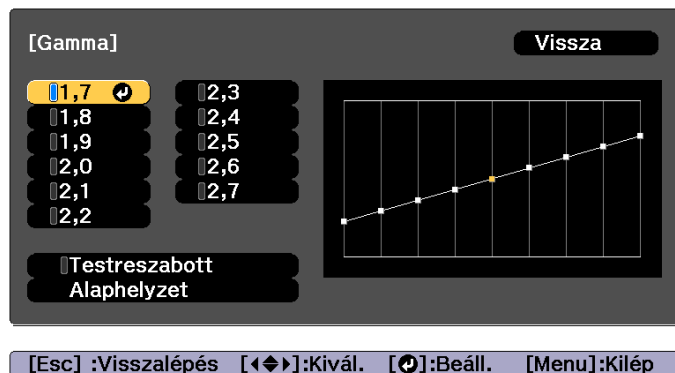 [Gamma]
Vissza
1,7
1,8
1,9
2,0
2,1
2,2
2,3
2,4
2,5
2,6
2,7
Testreszabott
Alaphelyzet
[Esc] :Visszalépés [ ]:Kivál. [ ]:Beáll. [Menu]:Kilép